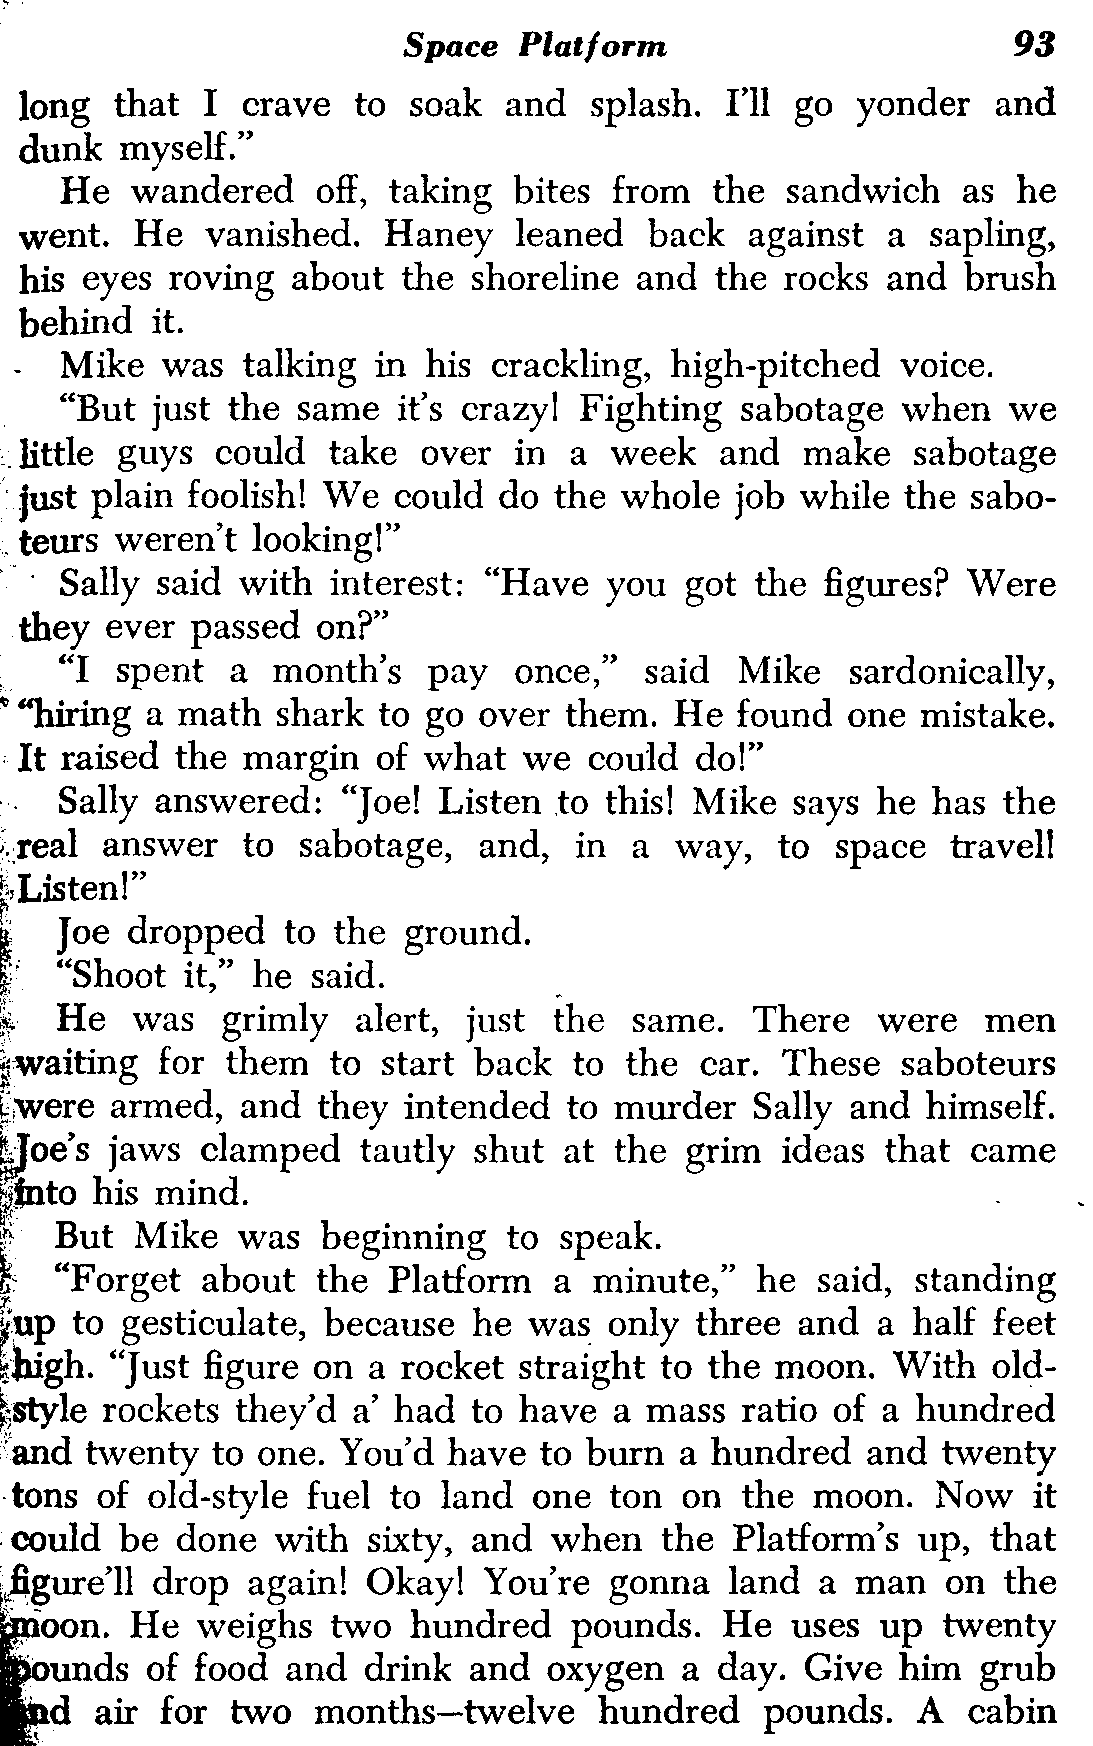 Space Platform 93
long that I crave to soak and splash. I'll go yonder and
dunk myself.”
He wandered off, taking bites from the sandwich as he
went. He vanished. Haney leaned back against a sapling,
his eyes roving about the shoreline and the rocks and brush
behind it.
Mike was talking in his crackling, high-pitched voice.
“But just the same it's crazy! Fighting sabotage when we
little guys could take over in a week and make sabotage
just plain foolish! We could do the whole job while the sabo-
teurs weren't looking!”
Sally said with interest: “Have you got the figures? Were
they ever passed on?”
“I spent a month's pay once,” said Mike sardonically,
“hiring a math shark to go over them. He found one mistake.
It raised the margin of what we could do!”
Sally answered: “Joe! Listen to this! Mike says he has the
real answer to sabotage, and, in a way, to space travel!
Listen!”
Joe dropped to the ground.
“Shoot it,” he said.
He was grimly alert, just the same. There were men
waiting for them to start back to the car. These saboteurs
were armed, and they intended to murder Sally and himself.
Joe's jaws clamped tautly shut at the grim ideas that came
into his mind.
But Mike was beginning to speak.
“Forget about the Platform a minute,” he said, standing
up to gesticulate, because he was only three and a half feet
high. “Just figure on a rocket straight to the moon. With old-
style rockets they'd a' had to have a mass ratio of a hundred
and twenty to one. You'd have to burn a hundred and twenty
tons of old-style fuel to land one ton on the moon. Now it
could be done with sixty, and when the Platform's up, that
figure'll drop again! Okay! You're gonna land a man on the
moon. He weighs two hundred pounds. He uses up twenty
pounds of food and drink and oxygen a day. Give him grub
and air for two months—twelve hundred pounds. A cabin